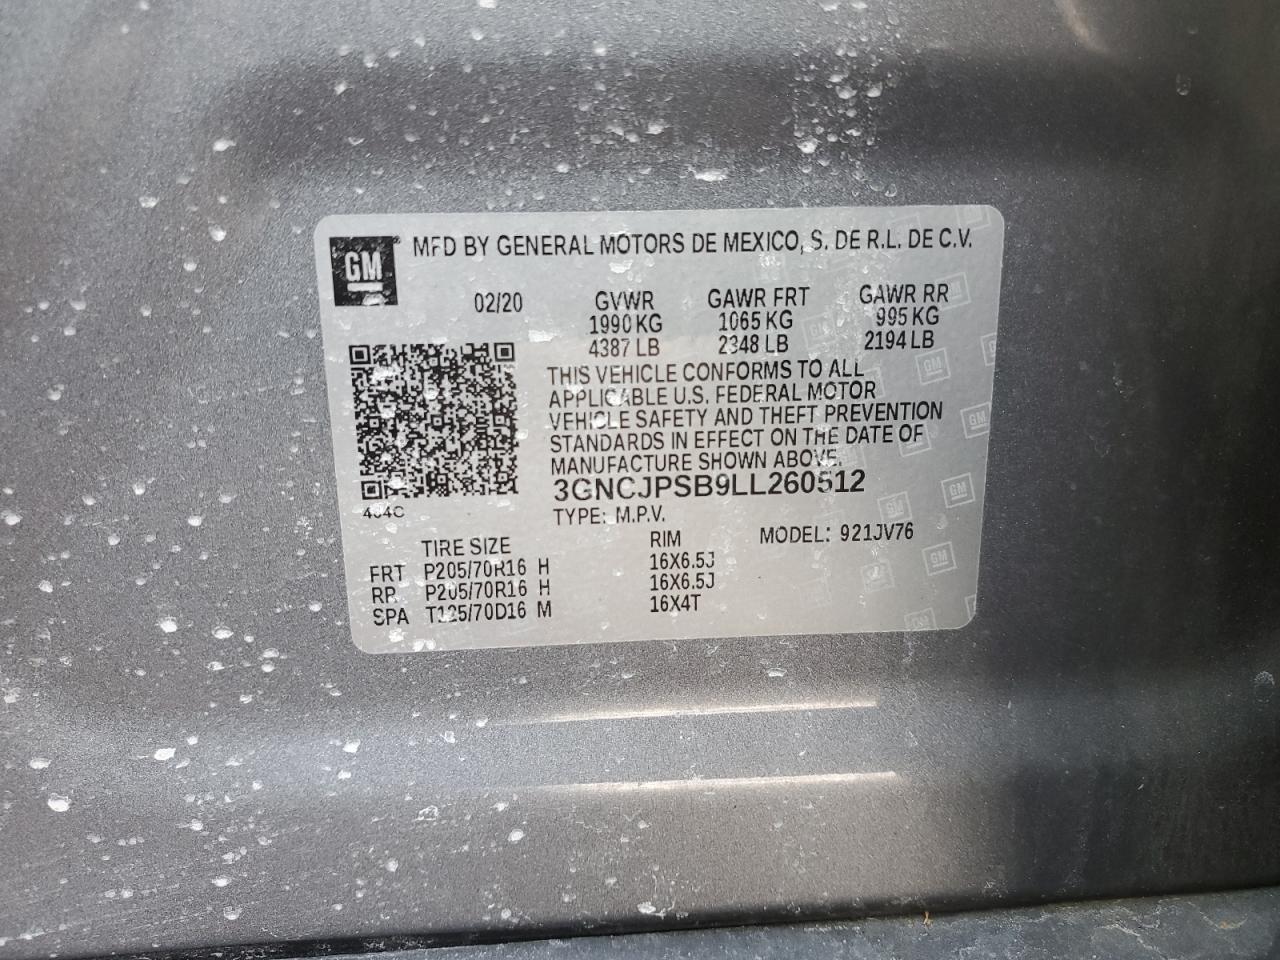 GM
MFD BY GENERAL MOTORS DE MEXICO, S. DE R.L. DE C.V.
02/20 GVWR GAWR FRT GAWR RR
1990 KG 1065 KG 995 KG
4387 LB 2348 LB 2194 LB
THIS VEHICLE CONFORMS TO ALL
APPLICABLE U.S. FEDERAL MOTOR
VEHICLE SAFETY AND THEFT PREVENTION
STANDARDS IN EFFECT ON THE DATE OF
MANUFACTURE SHOWN ABOVE.
3GNCJPSB9LL260512
TYPE: M.P.V.
TIRE SIZE RIM MODEL: 921JV76
FRT P205/70R16 H 16X6.5J
RR P205/70R16 H 16X6.5J
SPA T125/70D16 M 16X4T